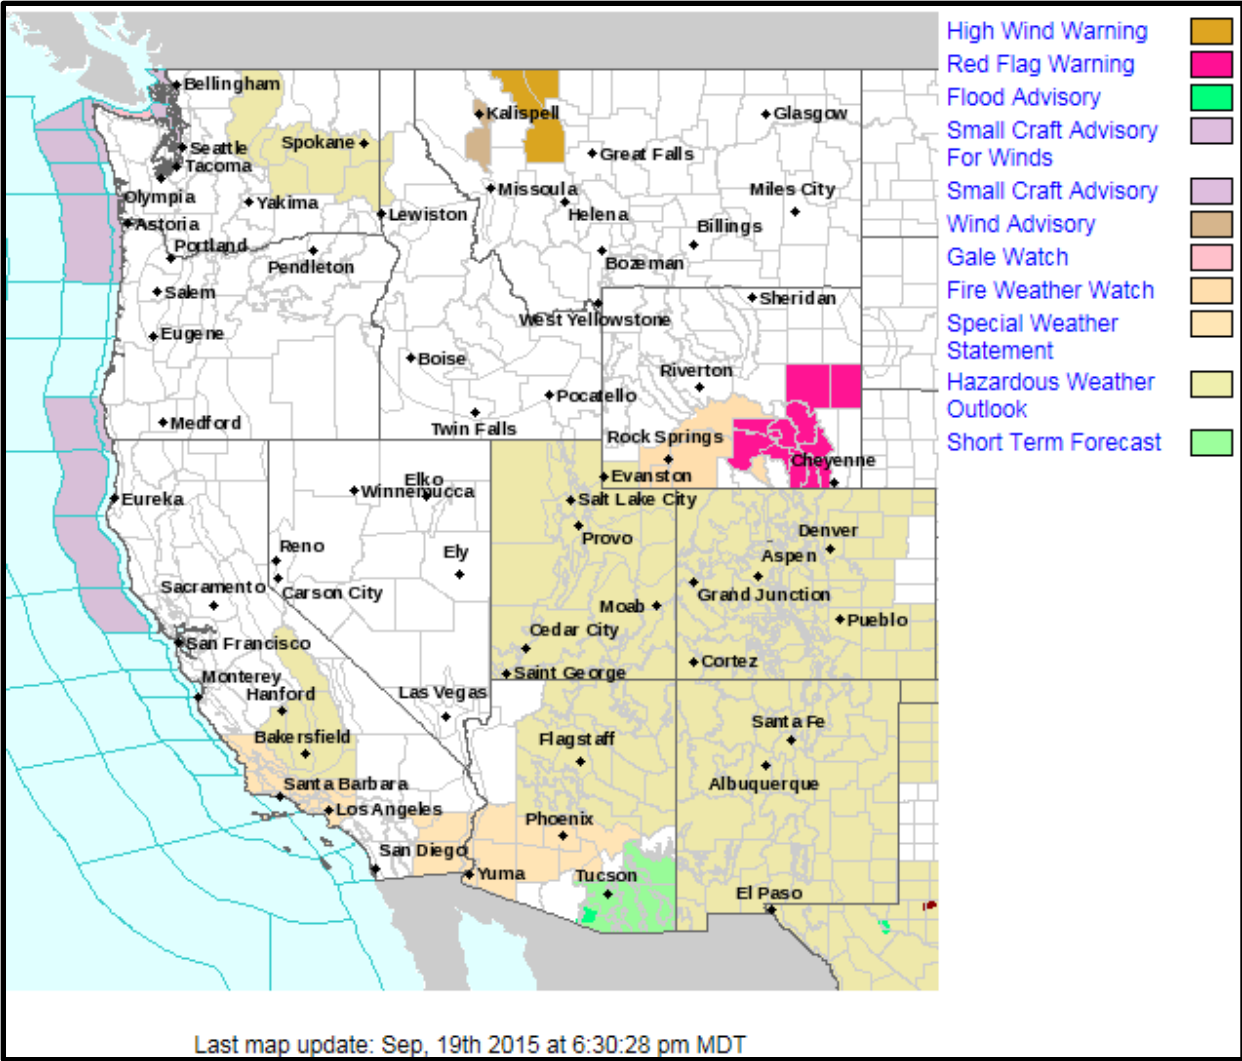 High Wind Warning
Red Flag Warning
Flood Advisory
Small Craft Advisory
For Winds
Small Craft Advisory
Wind Advisory
Gale Watch
Fire Weather Watch
Special Weather
Statement
Hazardous Weather
Outlook
Short Term Forecast
Bellingham
Kalispell
Glasgow
Seattle
Spokane
Great Falls
Tacoma
Olympia
Yakima
Missoula
Miles City
Astoria
Lewiston
Helena
Billings
Portland
Pendleton
Bozeman
Salem
Sheridan
Eugene
West Yellowstone
Boise
Riverton
Pocatello
Medford
Twin Falls
Rock Springs
Cheyenne
Evanston
Elko
Winnemucca
Eureka
Salt Lake City
Provo
Denver
Reno
Ely
Aspen
Sacramento
Carson City
Grand Junction
Moab
Pueblo
Cedar City
San Francisco
Cortez
Saint George
Monterey
Hanford
Las Vegas
Santa Fe
Bakersfield
Flagstaff
Albuquerque
Santa Barbara
Los Angeles
Phoenix
San Diego
Yuma
Tucson
El Paso
Last map update: Sep, 19th 2015 at 6:30:28 pm MDT